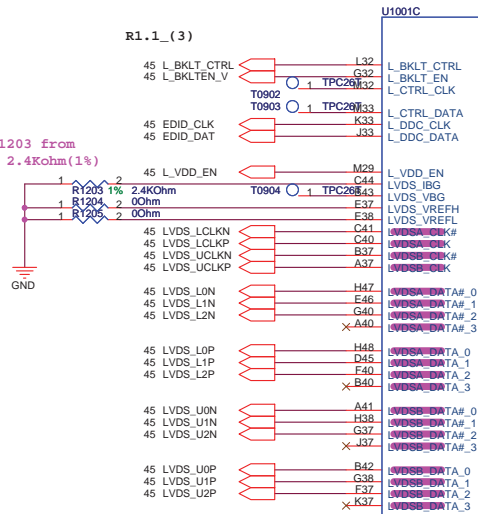 U1001C
R1.1_(3)
45 L_BKLT_CTRL L32 L_BKLT_CTRL
45 L_BKLTEN_V G32 L_BKLT_EN
T0902 1 TPC26T M32 L_CTRL_CLK
T0903 1 TPC26T M33 L_CTRL_DATA
45 EDID_CLK K33 L_DDC_CLK
45 EDID_DAT J33 L_DDC_DATA
1203 from
2.4Kohm(1%)
45 L_VDD_EN M29 L_VDD_EN
1 R1203 1% 2 2.4KOhm C44 LVDS_IBG
T0904 1 TPC26T B43 LVDS_VBG
1 R1204 2 0Ohm E37 LVDS_VREFH
1 R1205 2 0Ohm E38 LVDS_VREFL
45 LVDS_LCLKN C41 LVDSA_CLK#
45 LVDS_LCLKP C40 LVDSA_CLK
45 LVDS_UCLKN B37 LVDSB_CLK#
45 LVDS_UCLKP A37 LVDSB_CLK
GND
45 LVDS_L0N H47 LVDSA_DATA#_0
45 LVDS_L1N E46 LVDSA_DATA#_1
45 LVDS_L2N G40 LVDSA_DATA#_2
A40 LVDSA_DATA#_3
45 LVDS_L0P H48 LVDSA_DATA_0
45 LVDS_L1P D45 LVDSA_DATA_1
45 LVDS_L2P F40 LVDSA_DATA_2
B40 LVDSA_DATA_3
45 LVDS_U0N A41 LVDSB_DATA#_0
45 LVDS_U1N H38 LVDSB_DATA#_1
45 LVDS_U2N G37 LVDSB_DATA#_2
J37 LVDSB_DATA#_3
45 LVDS_U0P B42 LVDSB_DATA_0
45 LVDS_U1P G38 LVDSB_DATA_1
45 LVDS_U2P F37 LVDSB_DATA_2
K37 LVDSB_DATA_3